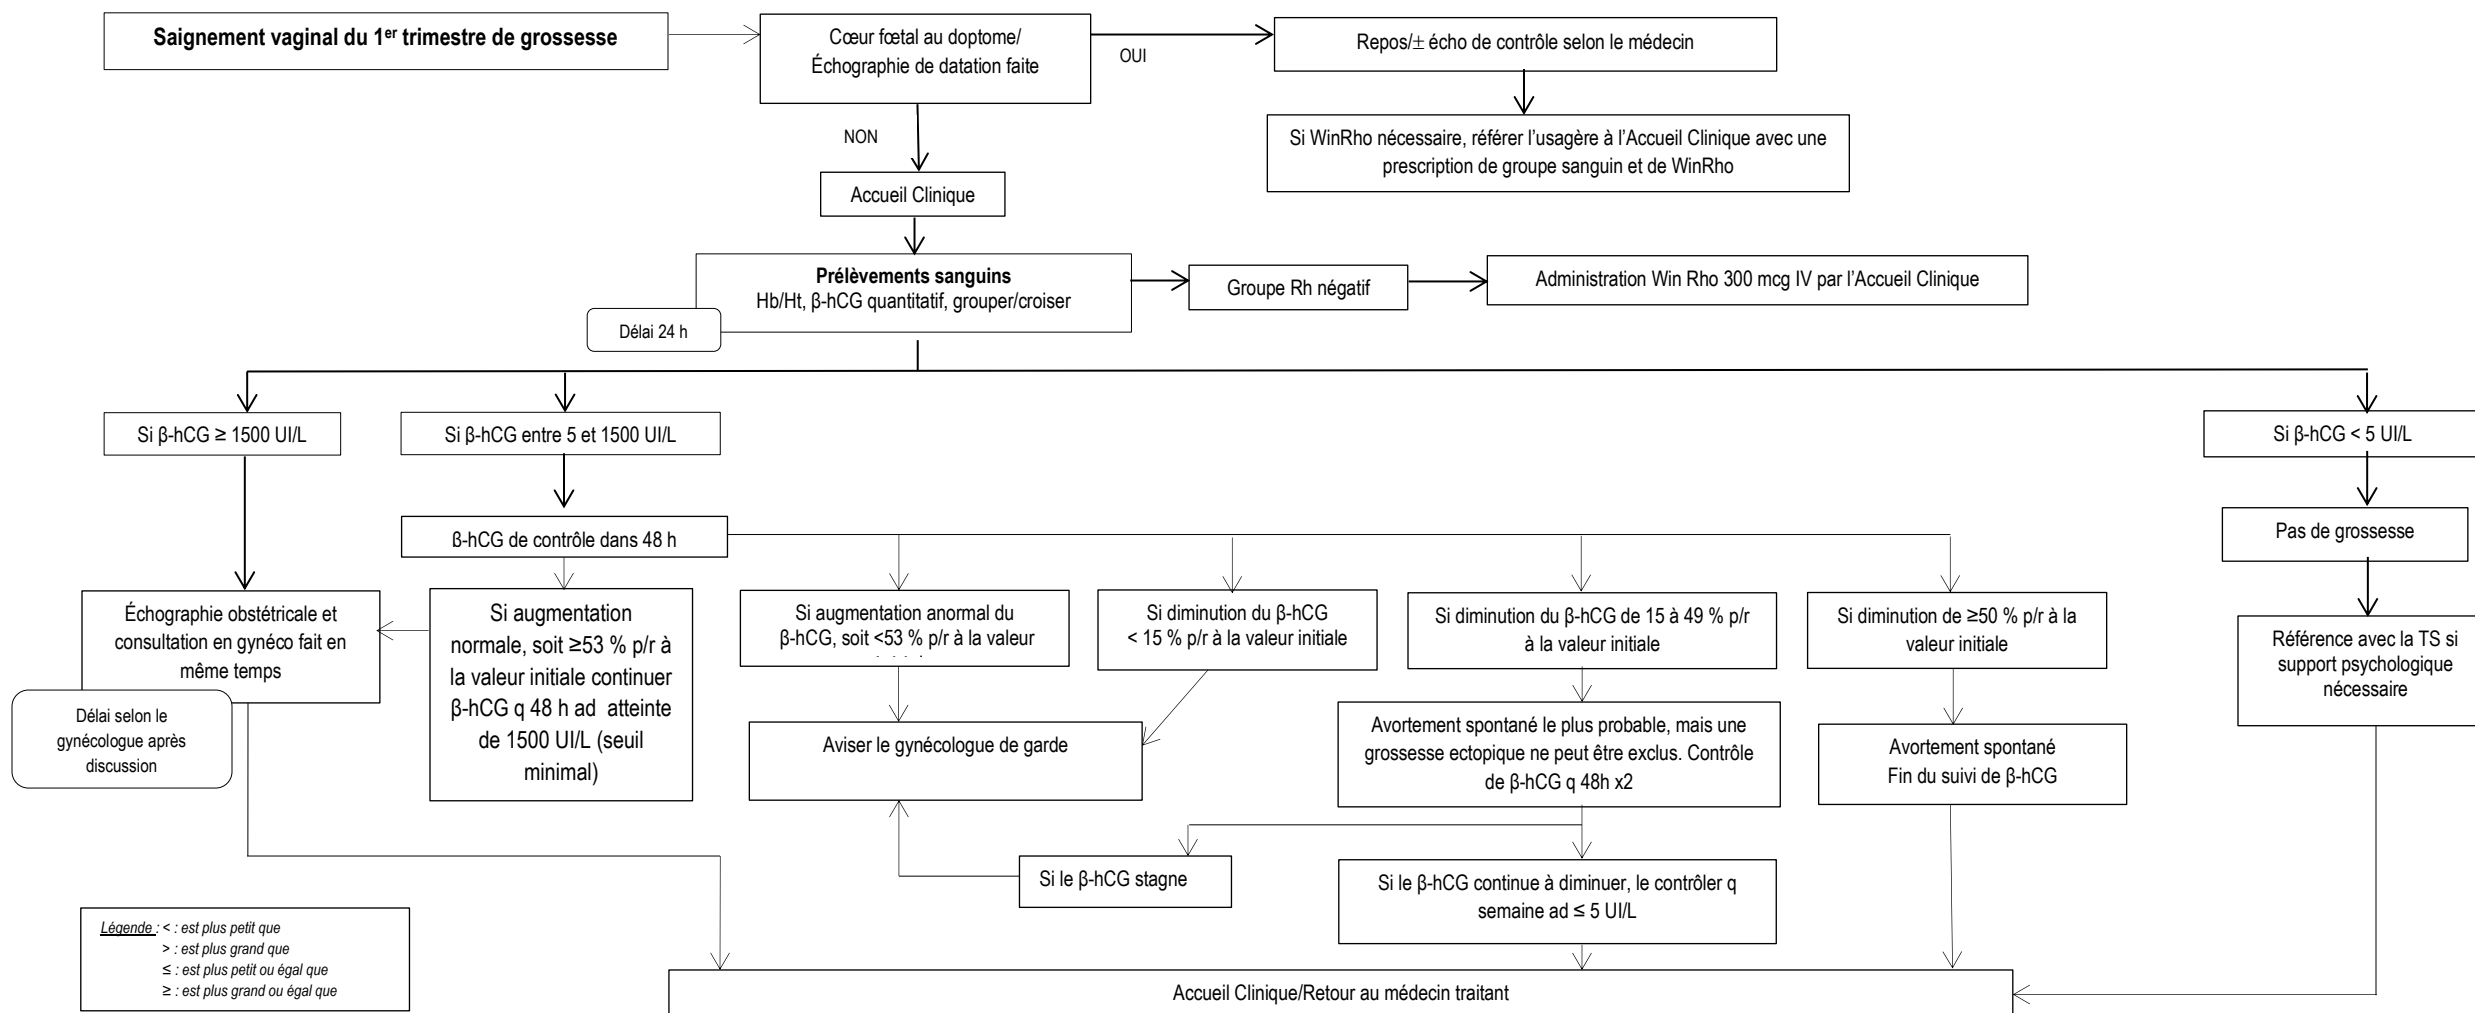 Saignement vaginal du 1er trimestre de grossesse
Cœur fœtal au doptome/
Échographie de datation faite
OUI
Repos/± écho de contrôle selon le médecin
Si WinRho nécessaire, référer l'usagère à l'Accueil Clinique avec une
prescription de groupe sanguin et de WinRho
NON
Accueil Clinique
Prélèvements sanguins
Hb/Ht, β-hCG quantitatif, grouper/croiser
Délai 24 h
Groupe Rh négatif
Administration Win Rho 300 mcg IV par l'Accueil Clinique
Si β-hCG ≥ 1500 UI/L
Si β-hCG entre 5 et 1500 UI/L
Si β-hCG < 5 UI/L
ß-hCG de contrôle dans 48 h
Pas de grossesse
Échographie obstétricale et
consultation en gynéco fait en
même temps
Délai selon le
gynécologue après
discussion
Si augmentation
normale, soit ≥53 % p/r à
la valeur initiale continuer
β-hCG q 48 h ad atteinte
de 1500 UI/L (seuil
minimal)
Si augmentation anormal du
β-hCG, soit <53 % p/r à la valeur
Si diminution du β-hCG
< 15 % p/r à la valeur initiale
Si diminution du β-hCG de 15 à 49 % p/r
à la valeur initiale
Si diminution de ≥50 % p/r à la
valeur initiale
Référence avec la TS si
support psychologique
nécessaire
Aviser le gynécologue de garde
Avortement spontané le plus probable, mais une
grossesse ectopique ne peut être exclus. Contrôle
de β-hCG q 48h x2
Avortement spontané
Fin du suivi de β-hCG
Si le β-hCG stagne
Si le β-hCG continue à diminuer, le contrôler q
semaine ad ≤ 5 UI/L
Légende : < : est plus petit que
> : est plus grand que
≤ : est plus petit ou égal que
≥ : est plus grand ou égal que
Accueil Clinique/Retour au médecin traitant